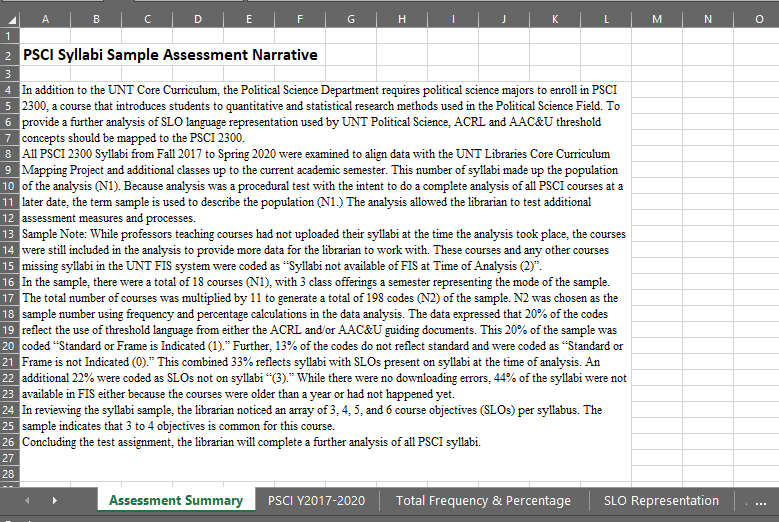 A B C D E F G H I J K L M N O
1
2 PSCI Syllabi Sample Assessment Narrative
3
4 In addition to the UNT Core Curriculum, the Political Science Department requires political science majors to enroll in PSCI
5 2300, a course that introduces students to quantitative and statistical research methods used in the Political Science Field. To
6 provide a further analysis of SLO language representation used by UNT Political Science, ACRL and AAC&U threshold
7 concepts should be mapped to the PSCI 2300.
8 All PSCI 2300 Syllabi from Fall 2017 to Spring 2020 were examined to align data with the UNT Libraries Core Curriculum
9 Mapping Project and additional classes up to the current academic semester. This number of syllabi made up the population
10 of the analysis (N1). Because analysis was a procedural test with the intent to do a complete analysis of all PSCI courses at a
11 later date, the term sample is used to describe the population (N1.) The analysis allowed the librarian to test additional
12 assessment measures and processes.
13 Sample Note: While professors teaching courses had not uploaded their syllabi at the time the analysis took place, the courses
14 were still included in the analysis to provide more data for the librarian to work with. These courses and any other courses
15 missing syllabi in the UNT FIS system were coded as “Syllabi not available of FIS at Time of Analysis (2)”.
16 In the sample, there were a total of 18 courses (N1), with 3 class offerings a semester representing the mode of the sample.
17 The total number of courses was multiplied by 11 to generate a total of 198 codes (N2) of the sample. N2 was chosen as the
18 sample number using frequency and percentage calculations in the data analysis. The data expressed that 20% of the codes
19 reflect the use of threshold language from either the ACRL and/or AAC&U guiding documents. This 20% of the sample was
20 coded “Standard or Frame is Indicated (1).” Further, 13% of the codes do not reflect standard and were coded as “Standard or
21 Frame is not Indicated (0).” This combined 33% reflects syllabi with SLOs present on syllabi at the time of analysis. An
22 additional 22% were coded as SLOs not on syllabi “(3).” While there were no downloading errors, 44% of the syllabi were not
23 available in FIS either because the courses were older than a year or had not happened yet.
24 In reviewing the syllabi sample, the librarian noticed an array of 3, 4, 5, and 6 course objectives (SLOs) per syllabus. The
25 sample indicates that 3 to 4 objectives is common for this course.
26 Concluding the test assignment, the librarian will complete a further analysis of all PSCI syllabi.
27
28
Assessment Summary PSCI Y2017-2020 Total Frequency & Percentage SLO Representation ...